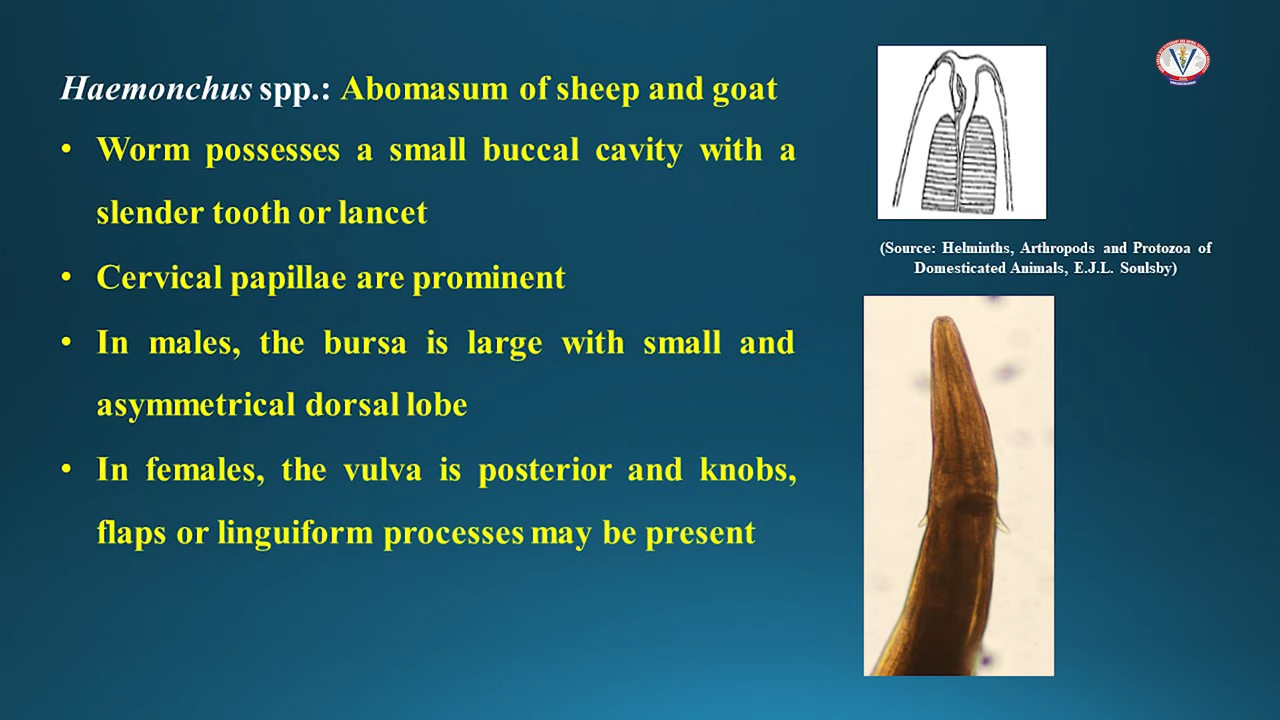 Haemonchus spp.: Abomasum of sheep and goat
• Worm possesses a small buccal cavity with a
slender tooth or lancet
• Cervical papillae are prominent
• In males, the bursa is large with small and
asymmetrical dorsal lobe
• In females, the vulva is posterior and knobs,
flaps or linguiform processes may be present
(Source: Helminths, Arthropods and Protozoa of
Domesticated Animals, E.J.L. Soulsby)